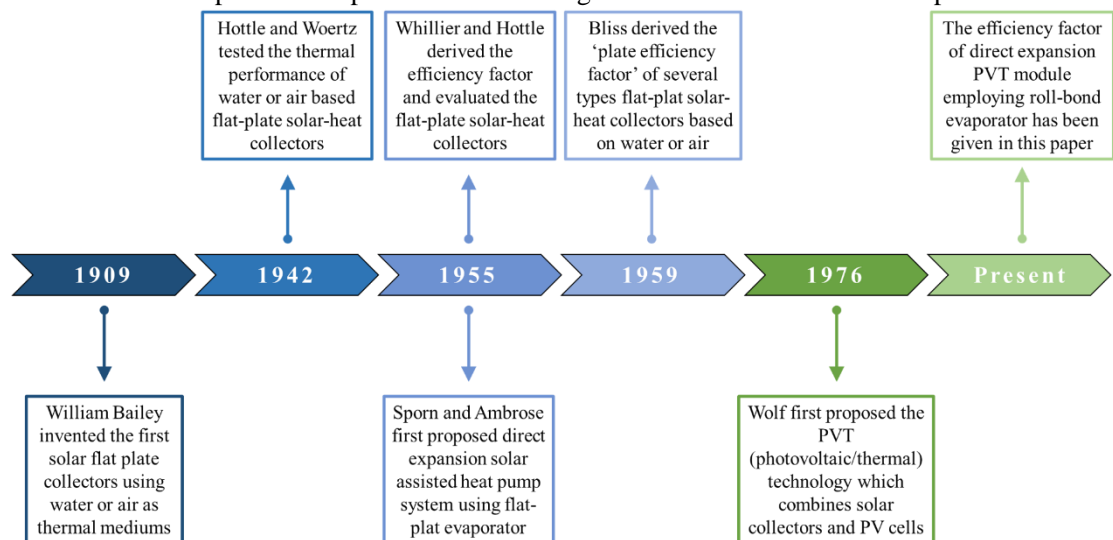 Hottle and Woertz
tested the thermal
performance of
water or air based
flat-plate solar-heat
collectors
Whillier and Hottle
derived the
efficiency factor
and evaluated the
flat-plate solar-heat
collectors
Bliss derived the
‘plate efficiency
factor’ of several
types flat-plat solar-
heat collectors based
on water or air
The efficiency factor
of direct expansion
PVT module
employing roll-bond
evaporator has been
given in this paper
1909
1942
1955
1959
1976
Present
William Bailey
invented the first
solar flat plate
collectors using
water or air as
thermal mediums
Sporn and Ambrose
first proposed direct
expansion solar
assisted heat pump
system using flat-
plat evaporator
Wolf first proposed the
PVT
(photovoltaic/thermal)
technology which
combines solar
collectors and PV cells